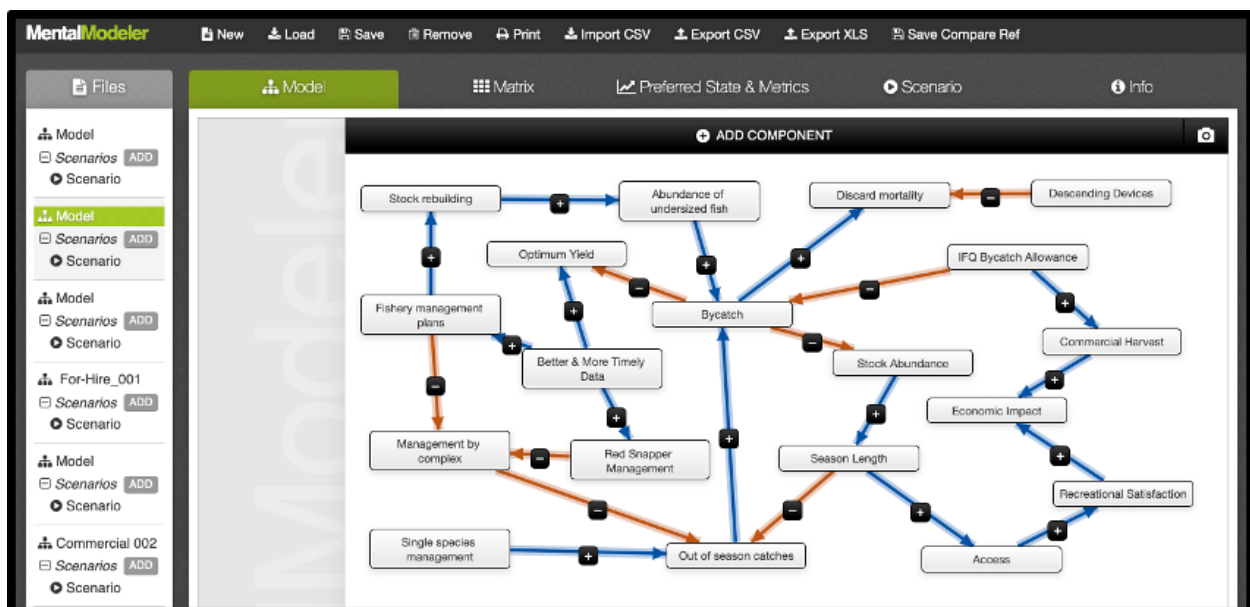 MentalModeler
New
Load
Save
Remove
Print
Import CSV
Export CSV
Export XLS
Save Compare Ref
Files
Model
Matrix
Preferred State & Metrics
Scenario
Info
Model
Scenarios ADD
Scenario
Model
Scenarios ADD
Scenario
Model
Scenarios ADD
Scenario
For-Hire_001
Scenarios ADD
Scenario
Model
Scenarios ADD
Scenario
Commercial 002
Scenarios ADD
Scenario
Model
ADD COMPONENT
Stock rebuilding
+
Abundance of
undersized fish
Discard mortality
−
Descending Devices
+
Optimum Yield
+
+
IFQ Bycatch Allowance
−
−
Fishery management
plans
+
Bycatch
+
+
−
Commercial Harvest
Better & More Timely
Data
Stock Abundance
−
+
Economic Impact
+
+
Management by
complex
−
Red Snapper
Management
Season Length
+
Recreational Satisfaction
−
−
+
+
Single species
management
+
+
Out of season catches
Access